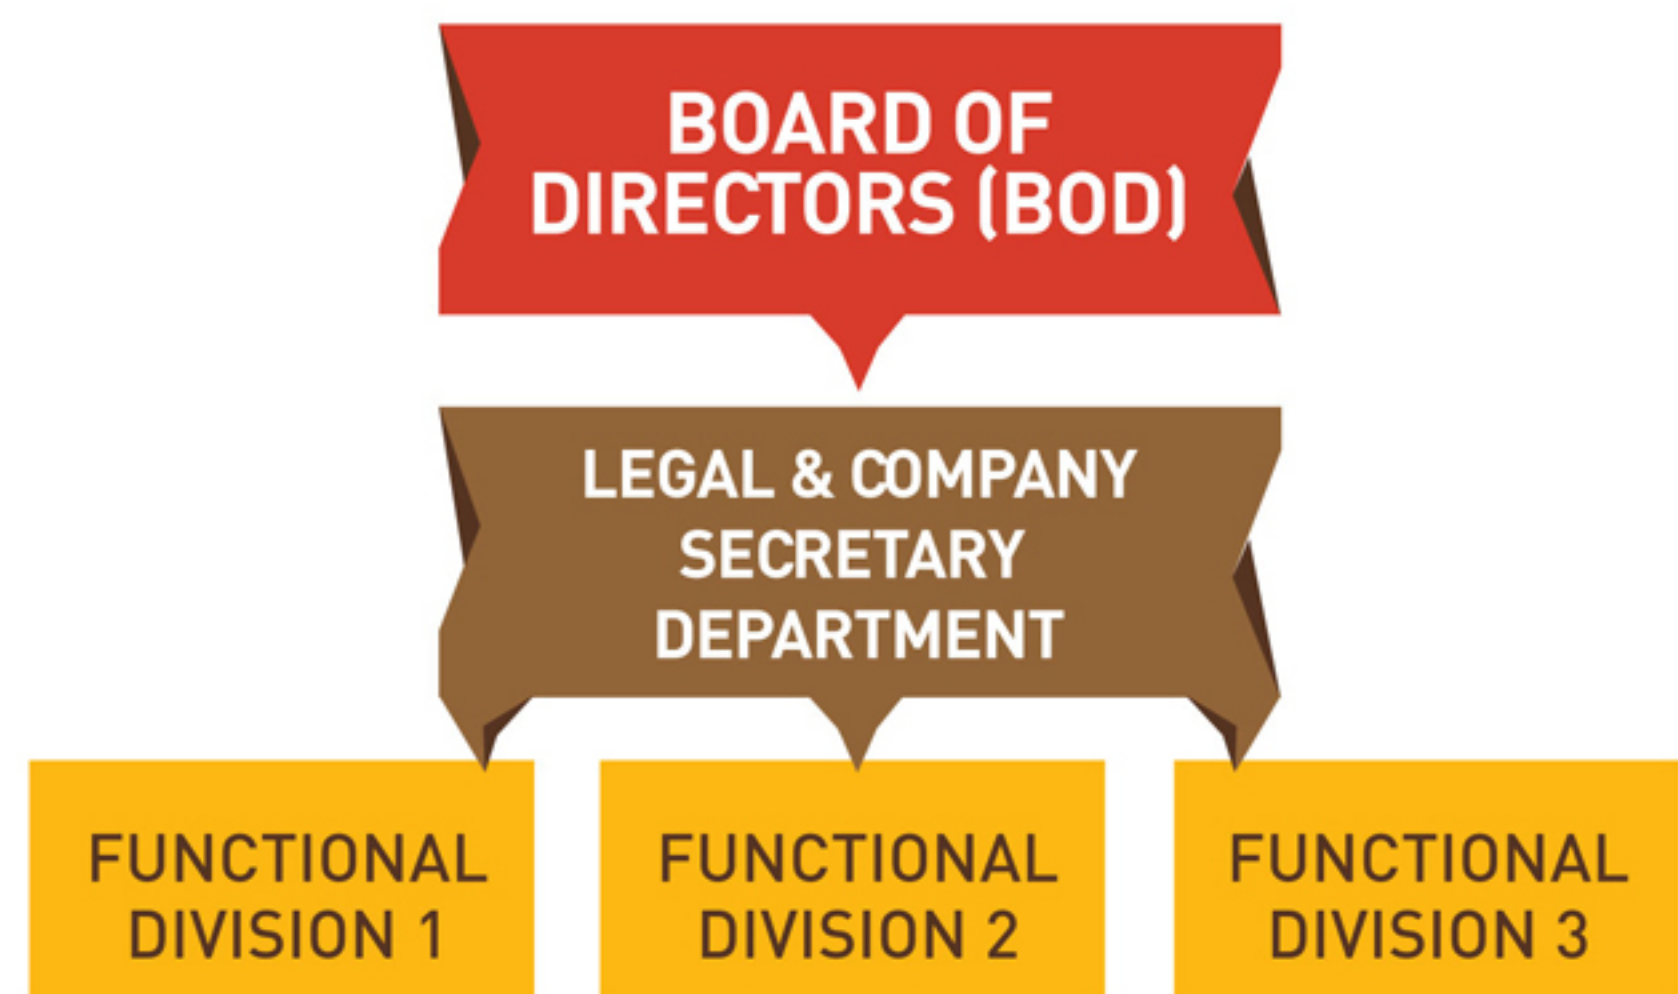 BOARD OF
DIRECTORS (BOD)
LEGAL & COMPANY
SECRETARY
DEPARTMENT
FUNCTIONAL
DIVISION 1
FUNCTIONAL
DIVISION 2
FUNCTIONAL
DIVISION 3